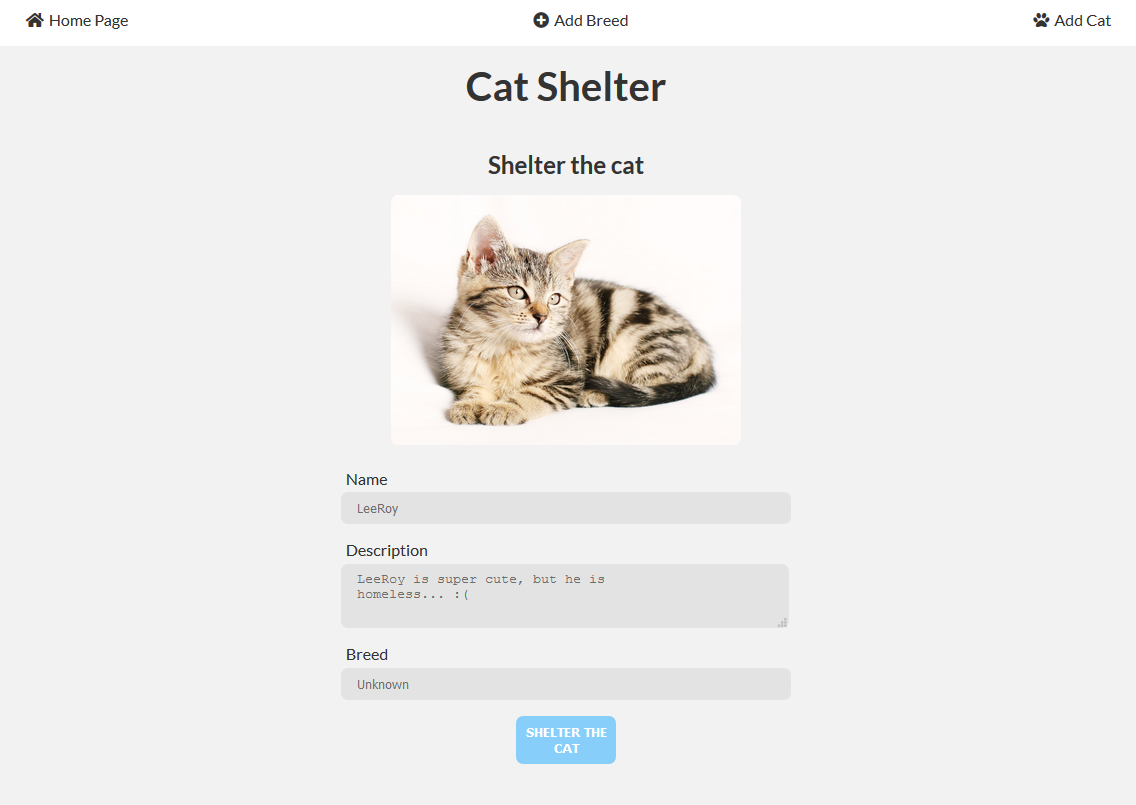 Home Page
Add Breed
Add Cat
Cat Shelter
Shelter the cat
Name
LeeRoy
Description
LeeRoy is super cute, but he is
homeless... :(
Breed
Unknown
SHELTER THE
CAT